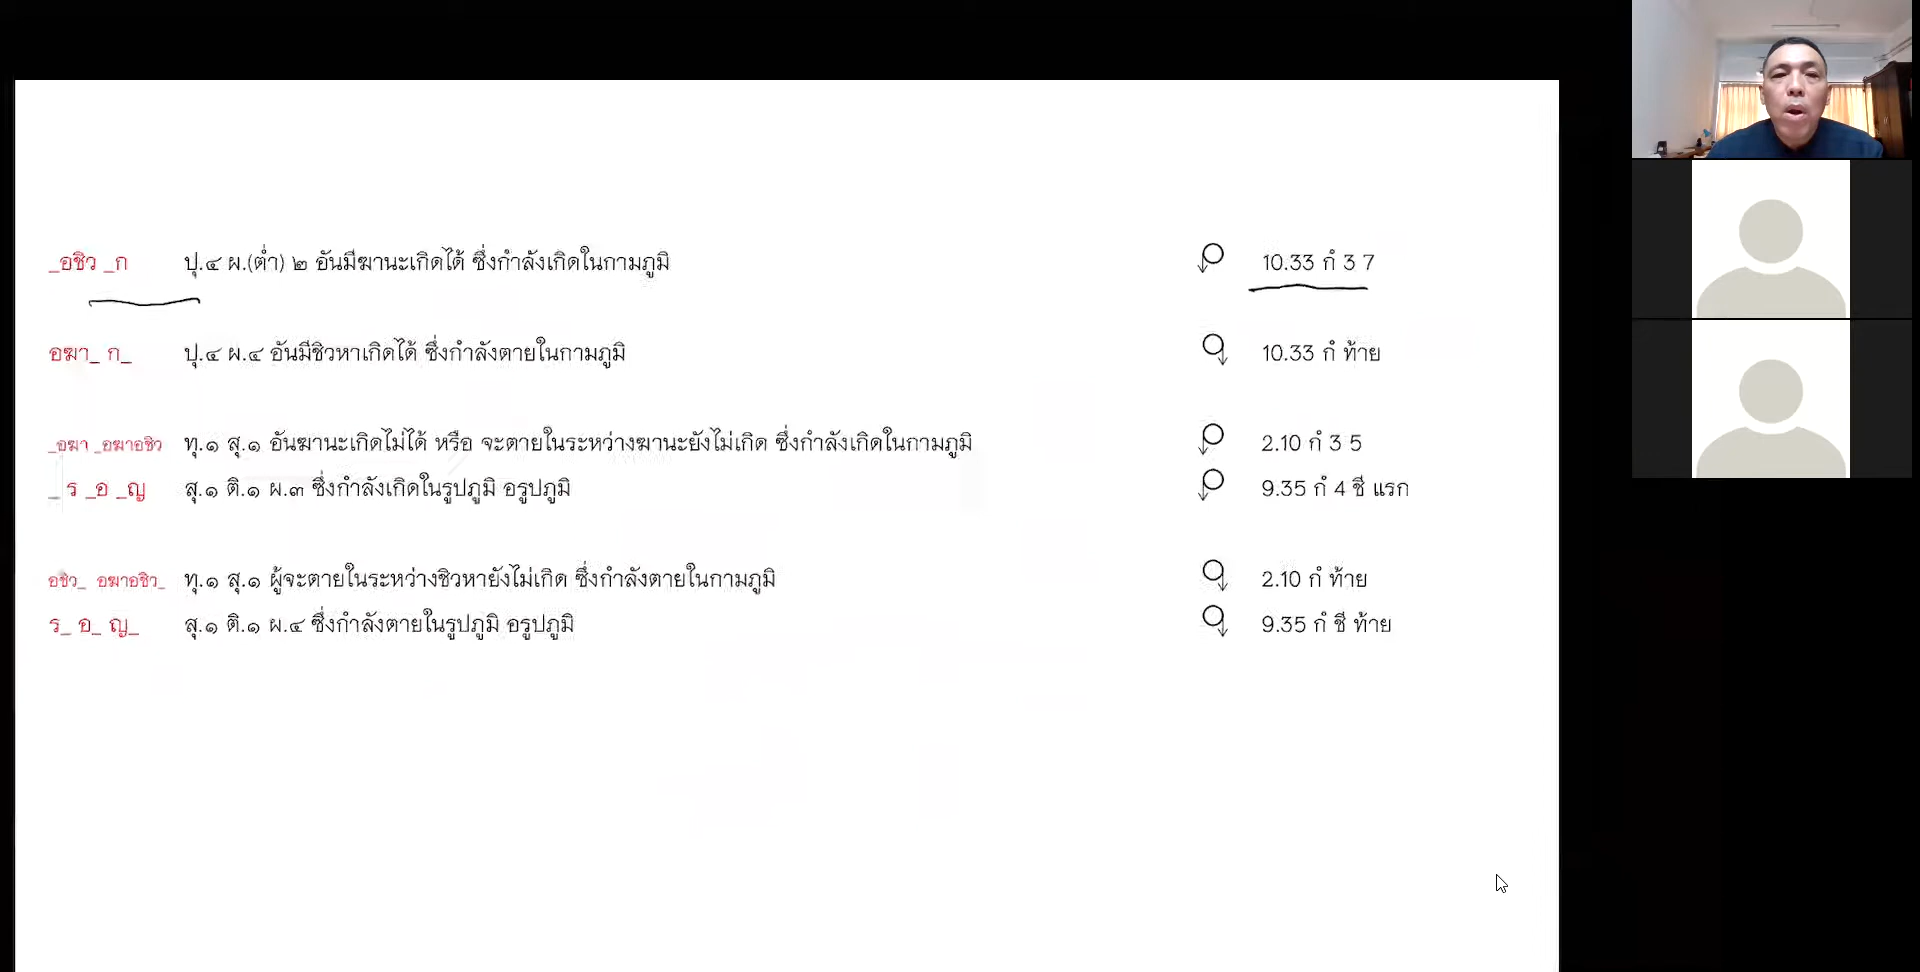 _อชิว _ก ปุ.๔ ผ.(ต่ำ) ๒ อันมีฆานะเกิดได้ ซึ่งกำลังเกิดในกามภูมิ 10.33 กํ 3 7
อฆา_ ก_ ปุ.๔ ผ.๔ อันมีชิวหาเกิดได้ ซึ่งกำลังตายในกามภูมิ 10.33 กํ ท้าย
_อฆา _อฆาอชิว ทุ.๑ สุ.๑ อันฆานะเกิดไม่ได้ หรือ จะตายในระหว่างฆานะยังไม่เกิด ซึ่งกำลังเกิดในกามภูมิ 2.10 กํ 3 5
_ ร _อ _ญ สุ.๑ ติ.๑ ผ.๓ ซึ่งกำลังเกิดในรูปภูมิ อรูปภูมิ 9.35 กํ 4 ชี แรก
อชิว_ อฆาอชิว_ ทุ.๑ สุ.๑ ผู้จะตายในระหว่างชิวหายังไม่เกิด ซึ่งกำลังตายในกามภูมิ 2.10 กํ ท้าย
ร_ อ_ ญ_ สุ.๑ ติ.๑ ผ.๔ ซึ่งกำลังตายในรูปภูมิ อรูปภูมิ 9.35 กํ ชี ท้าย